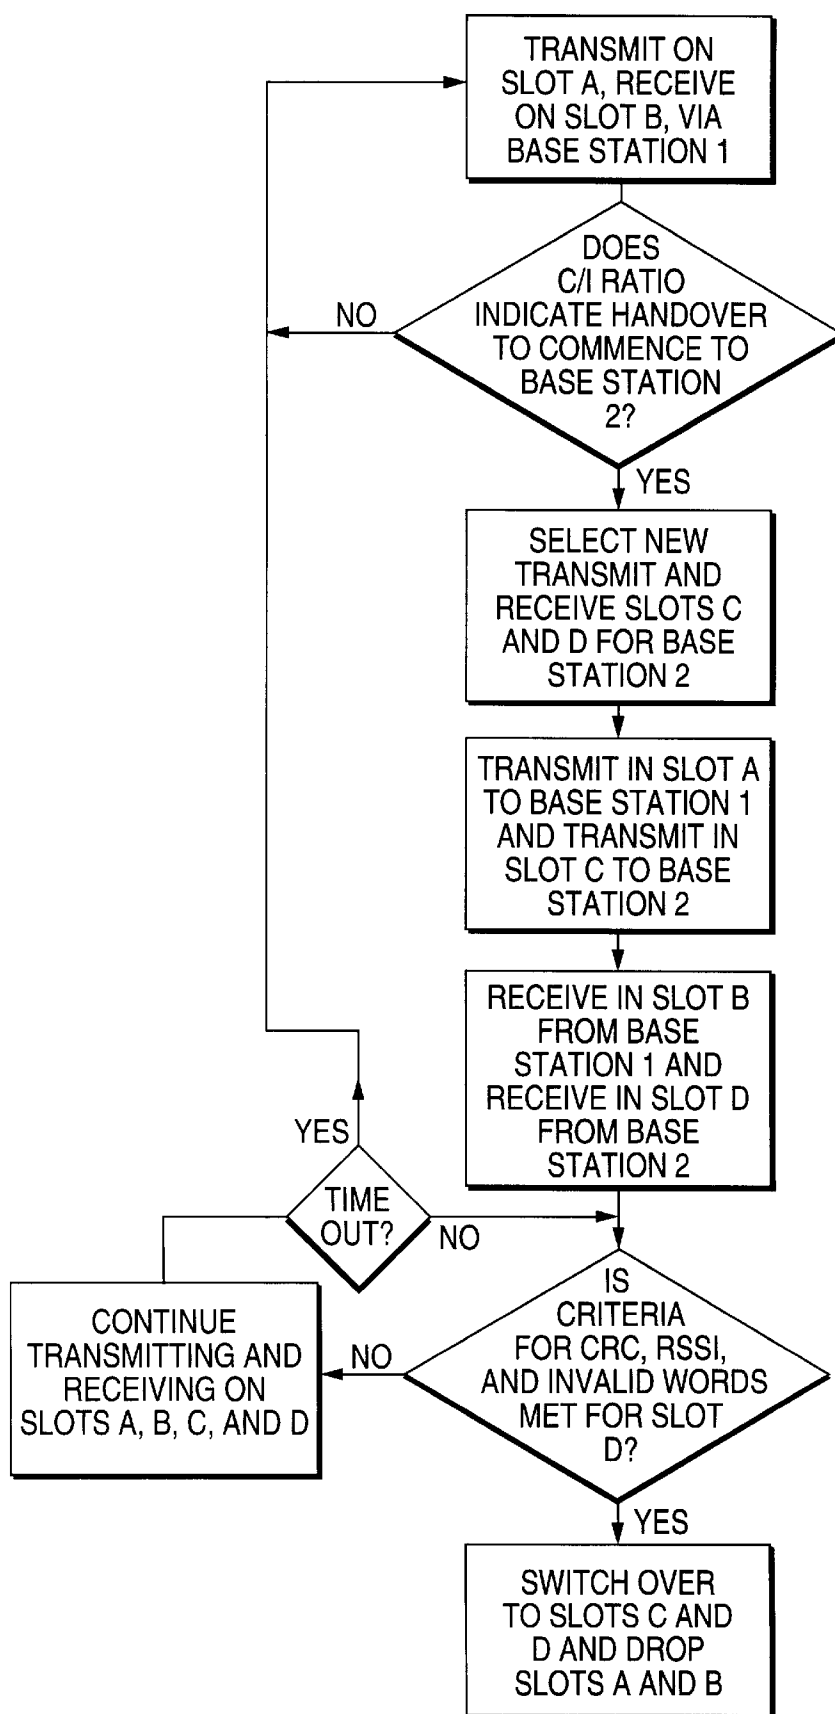 TRANSMIT ON
SLOT A, RECEIVE
ON SLOT B, VIA
BASE STATION 1
DOES
C/I RATIO
INDICATE HANDOVER
TO COMMENCE TO
BASE STATION
2?
NO
YES
SELECT NEW
TRANSMIT AND
RECEIVE SLOTS C
AND D FOR BASE
STATION 2
TRANSMIT IN SLOT A
TO BASE STATION 1
AND TRANSMIT IN
SLOT C TO BASE
STATION 2
RECEIVE IN SLOT B
FROM BASE
STATION 1 AND
RECEIVE IN SLOT D
FROM BASE
STATION 2
YES
TIME
OUT?
NO
IS
CRITERIA
FOR CRC, RSSI,
AND INVALID WORDS
MET FOR SLOT
D?
NO
CONTINUE
TRANSMITTING AND
RECEIVING ON
SLOTS A, B, C, AND D
YES
SWITCH OVER
TO SLOTS C AND
D AND DROP
SLOTS A AND B